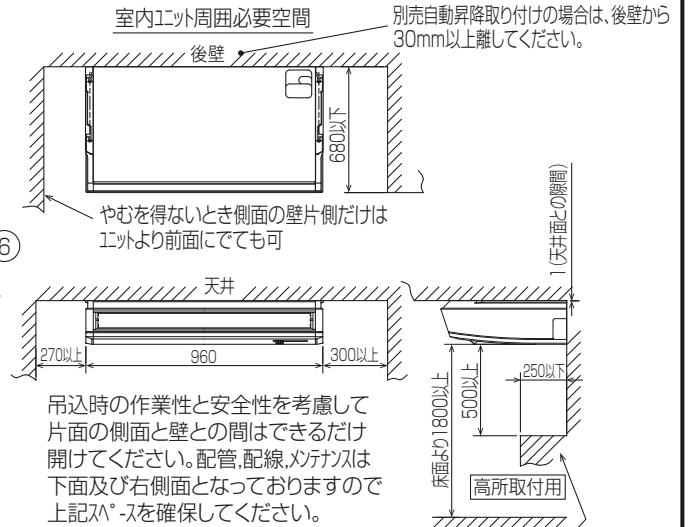 室内ユニット周囲必要空間
別売自動昇降取り付けの場合は、後壁から
30mm以上離してください。
後壁
680以下
やむを得ないとき側面の壁片側だけは
ユニットより前面にでても可
6
天井
1(天井面との隙間)
270以上
960
300以上
床面より1800以上
500以上
250以下
高所取付用
吊込時の作業性と安全性を考慮して
片面の側面と壁との間はできるだけ
開けてください。配管,配線,メンテナンスは
下面及び右側面となっておりますので
上記スペースを確保してください。